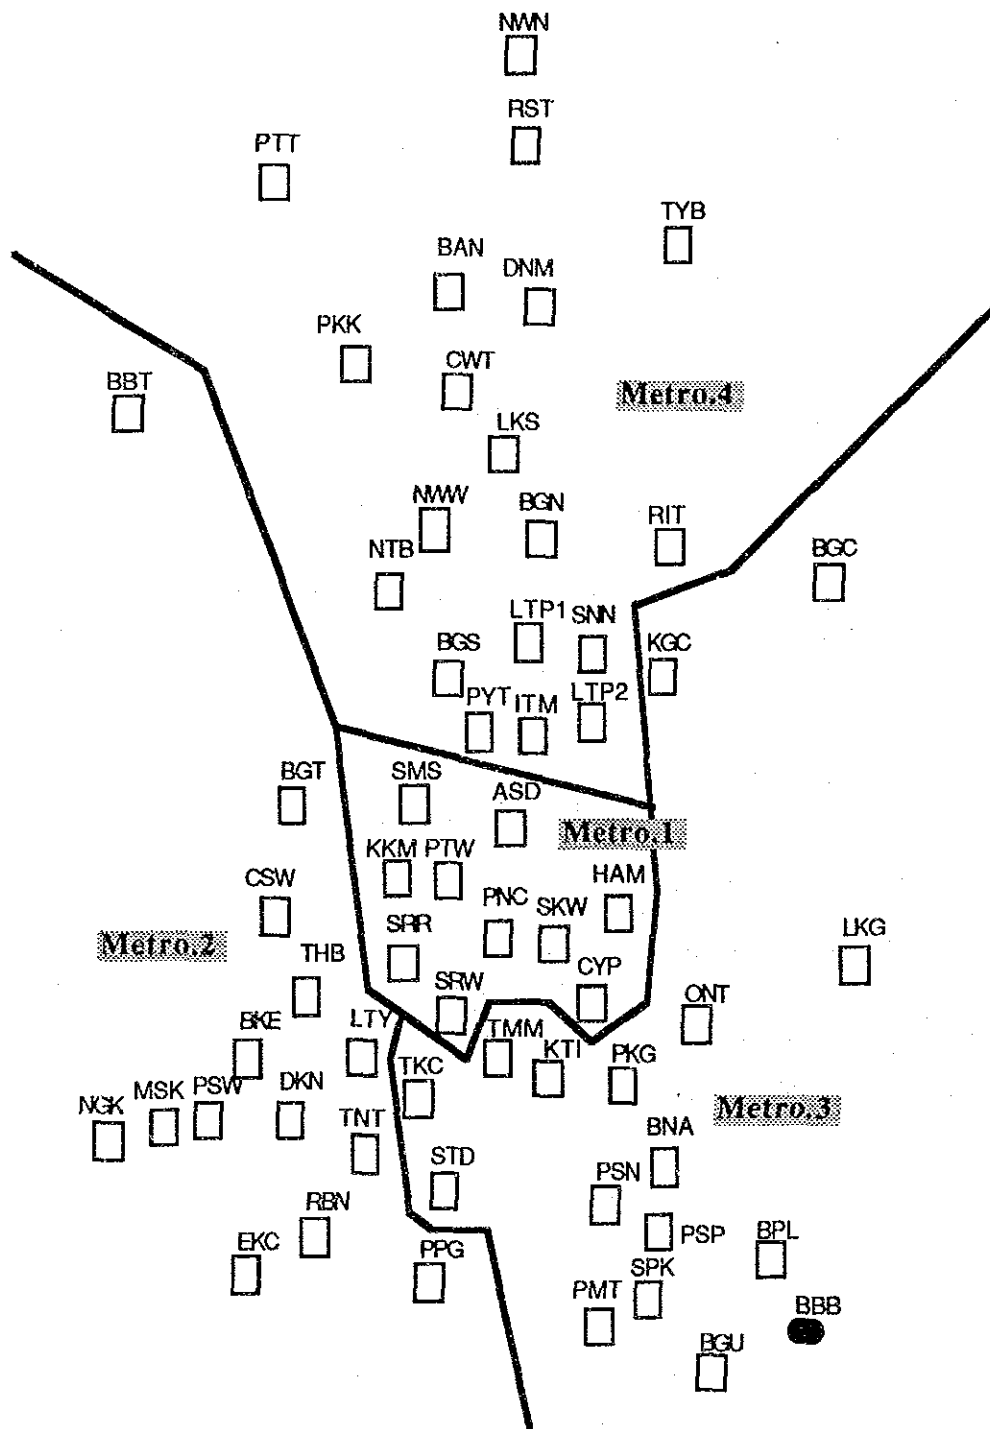 NWN
RST
PTT
TYB
BAN
DNM
PKK
CWT
BBT
Metro.4
LKS
NWW
BGN
RIT
NTB
BGC
LTP1
SNN
BGS
KGC
PYT
ITM
LTP2
BGT
SMS
ASD
Metro.1
KKM
PTW
HAM
CSW
PNC
SKW
SRR
LKG
Metro.2
THB
CYP
SRW
ONT
BKE
LTY
TMM
KTI
PKG
TKC
DKN
PSW
MSK
NGK
Metro.3
TNT
BNA
STD
PSN
RBN
PSP
BPL
EKC
PPG
SPK
PMT
BBB
BGU